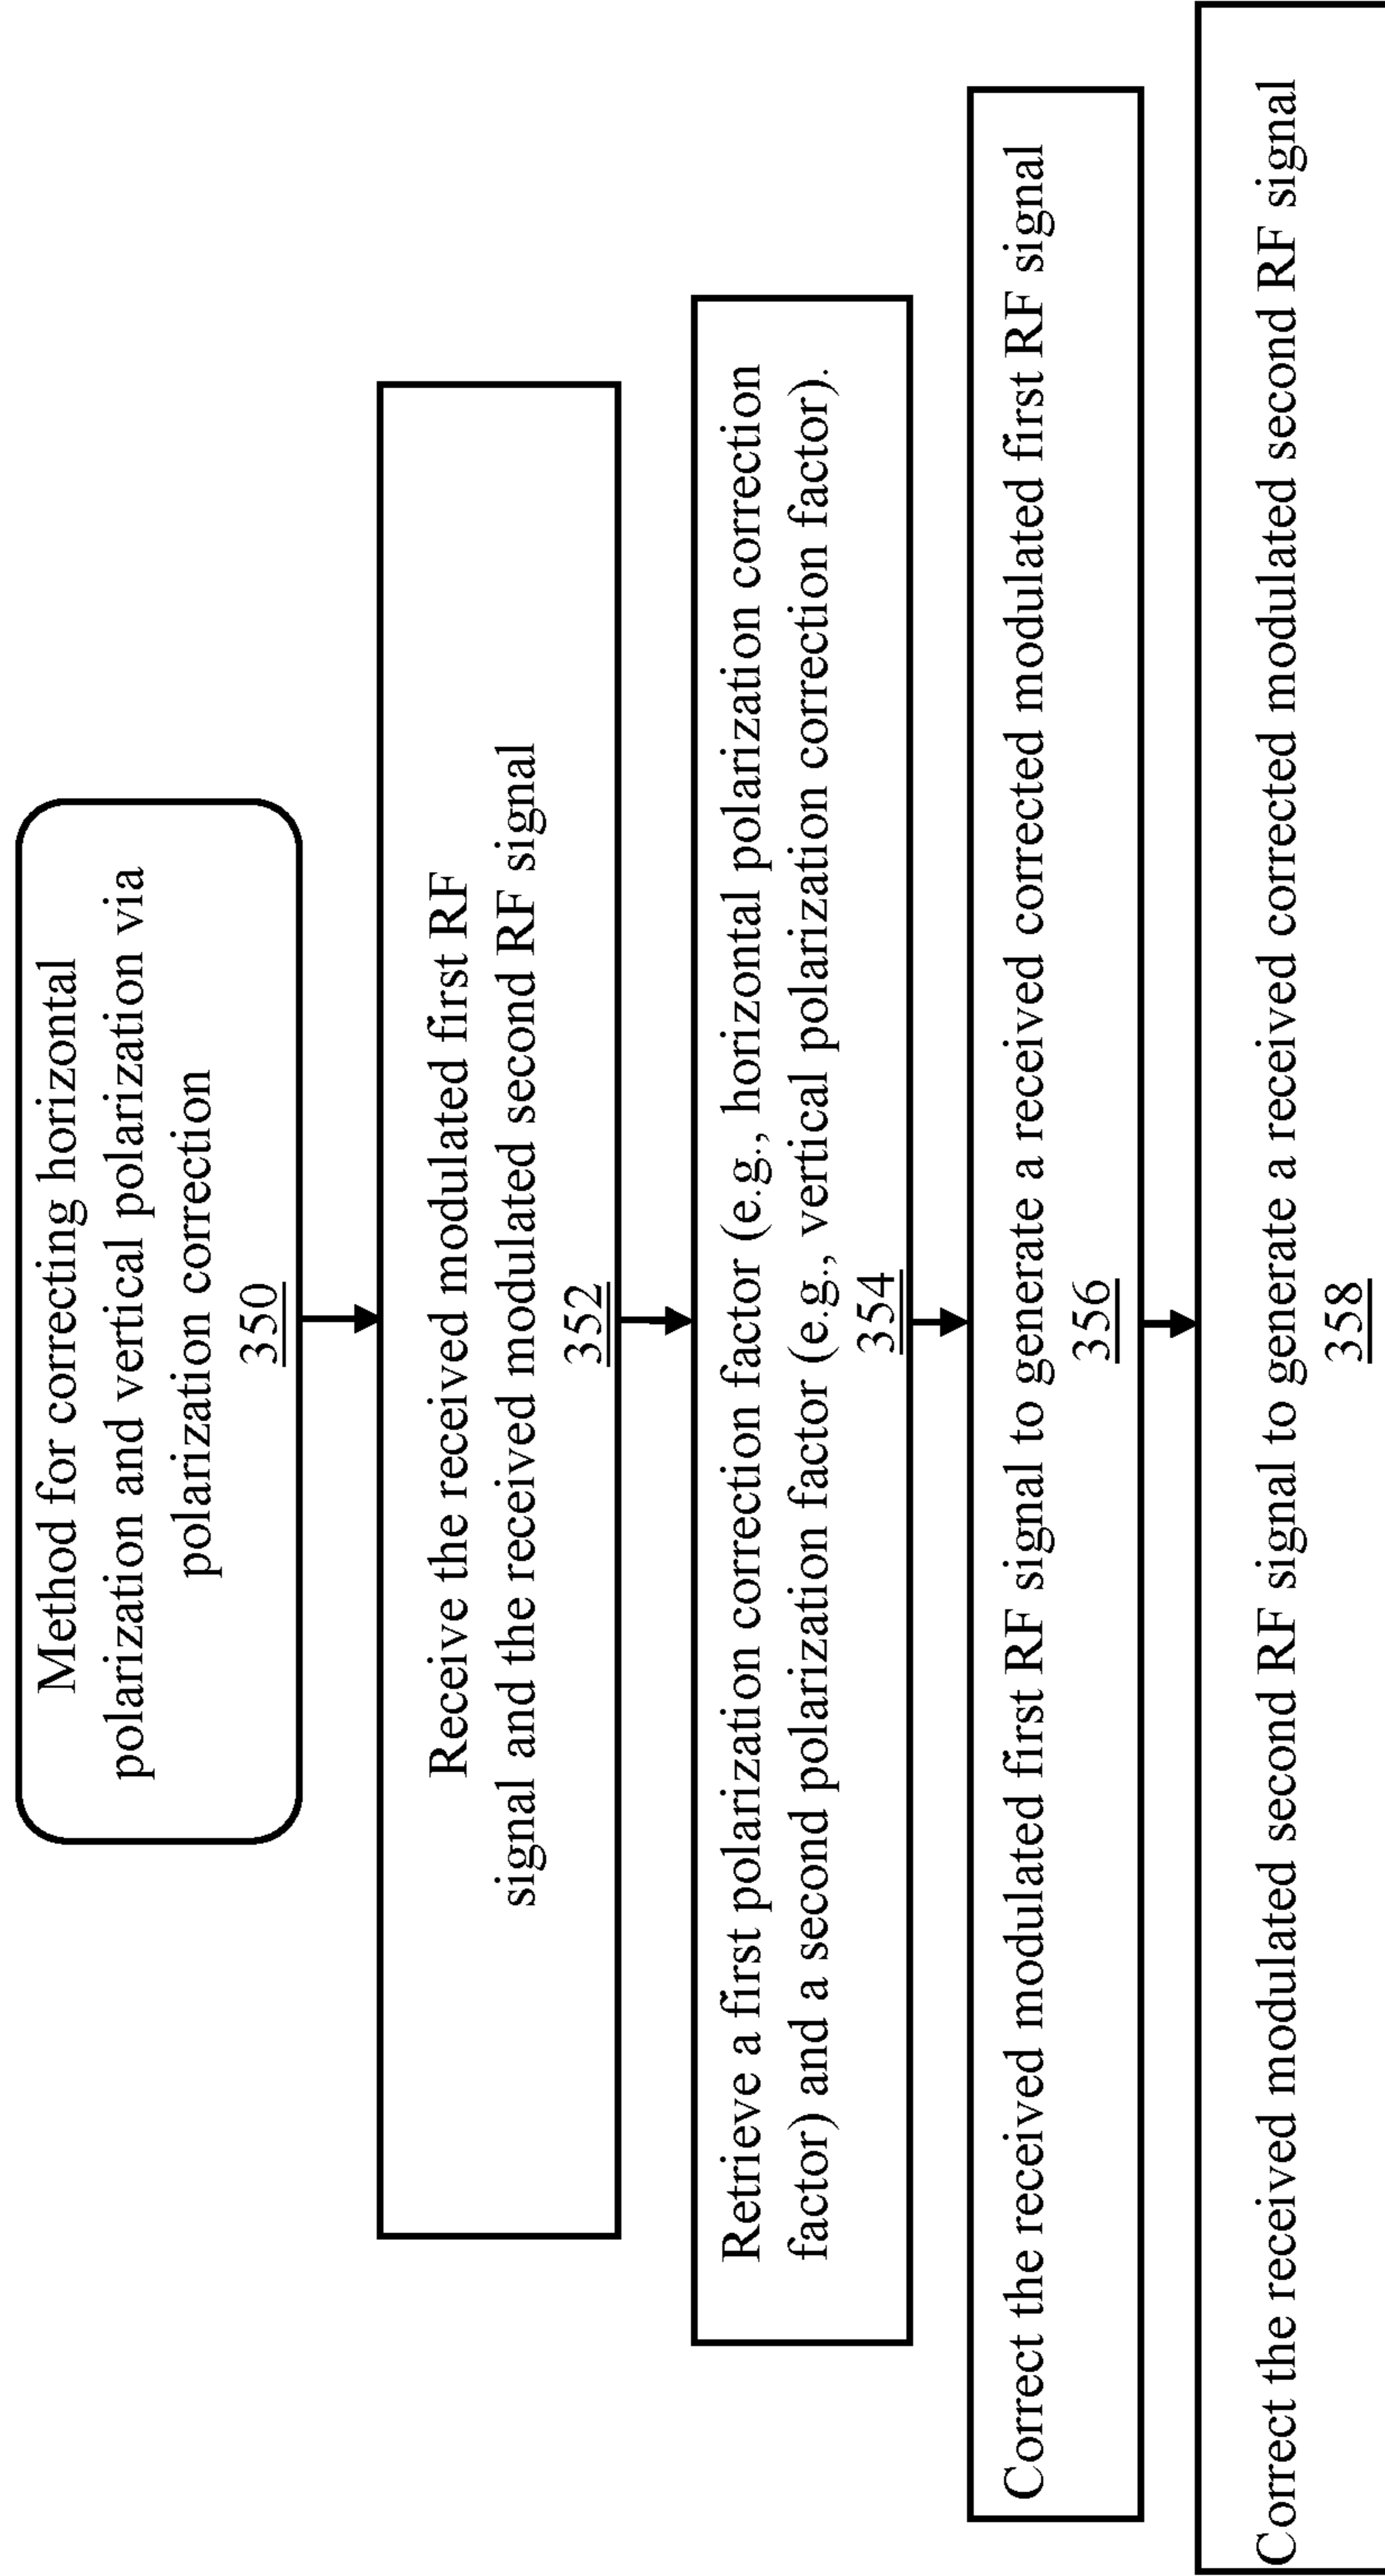 Method for correcting horizontal
polarization and vertical polarization via
polarization correction
350
Receive the received modulated first RF
signal and the received modulated second RF signal
352
Retrieve a first polarization correction factor (e.g., horizontal polarization correction
factor) and a second polarization factor (e.g., vertical polarization correction factor).
354
Correct the received modulated first RF signal to generate a received corrected modulated first RF signal
356
Correct the received modulated second RF signal to generate a received corrected modulated second RF signal
358